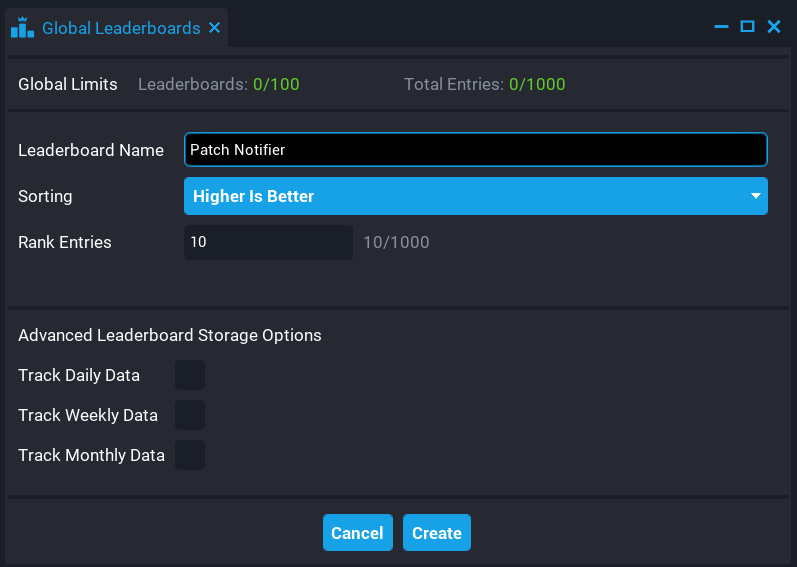 Global Leaderboards
Global Limits Leaderboards: 0/100 Total Entries: 0/1000
Leaderboard Name Patch Notifier
Sorting Higher Is Better
Rank Entries 10 10/1000
Advanced Leaderboard Storage Options
Track Daily Data
Track Weekly Data
Track Monthly Data
Cancel Create